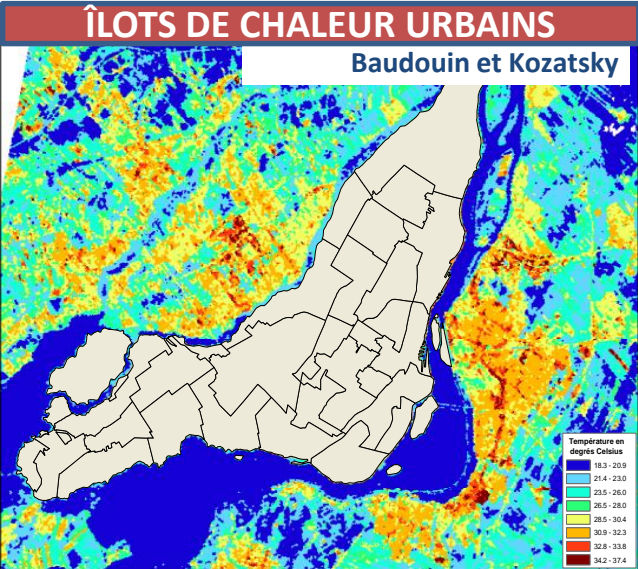 ÎLOTS DE CHALEUR URBAINS
Baudouin et Kozatsky
Température en
degrés Celsius
18.3 - 20.9
21.4 - 23.0
23.5 - 26.0
26.5 - 28.0
28.5 - 30.4
30.9 - 32.3
32.8 - 33.8
34.2 - 37.4